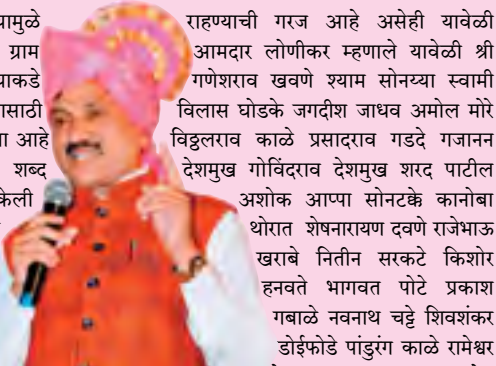 यामुळे
ग्राम
याकडे
सासाठी
ा आहे
शब्द
केली
राहण्याची गरज आहे असेही यावेळी
आमदार लोणीकर म्हणाले यावेळी श्री
गणेशराव खवणे श्याम सोनय्या स्वामी
विलास घोडके जगदीश जाधव अमोल मोरे
विठ्ठलराव काळे प्रसादराव गडदे गजानन
देशमुख गोविंदराव देशमुख शरद पाटील
अशोक आप्पा सोनटक्के कानोबा
थोरात शेषनारायण दवणे राजेभाऊ
खराबे नितीन सरकटे किशोर
हनवते भागवत पोटे प्रकाश
गबाळे नवनाथ चट्टे शिवशंकर
डोईफोडे पांडुरंग काळे रामेश्वर